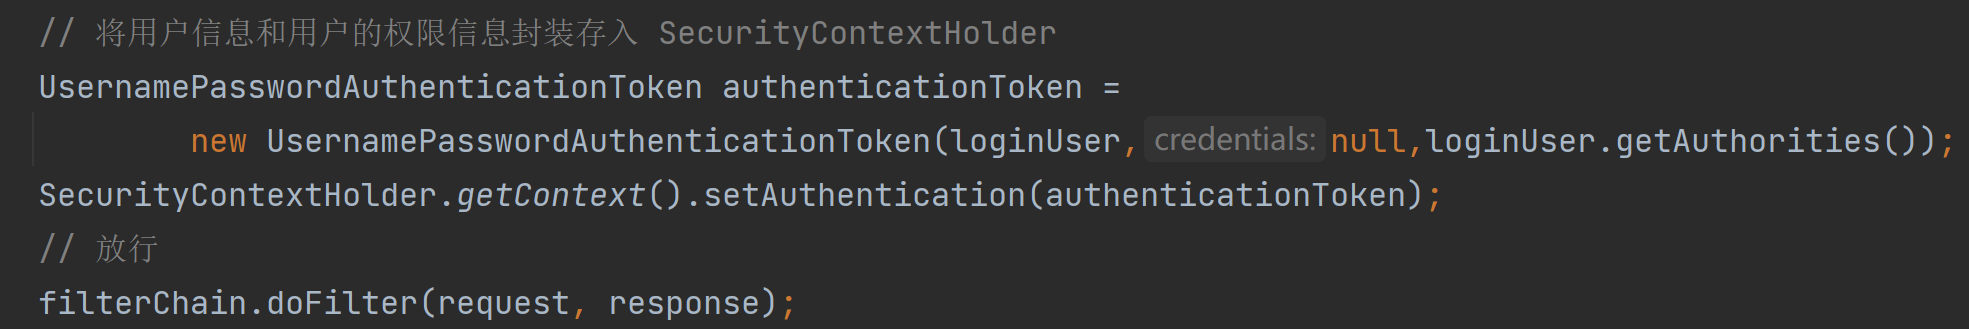 // 将用户信息和用户的权限信息封装存入 SecurityContextHolder
UsernamePasswordAuthenticationToken authenticationToken =
new UsernamePasswordAuthenticationToken(loginUser, credentials: null,loginUser.getAuthorities());
SecurityContextHolder.getContext().setAuthentication(authenticationToken);
// 放行
filterChain.doFilter(request, response);